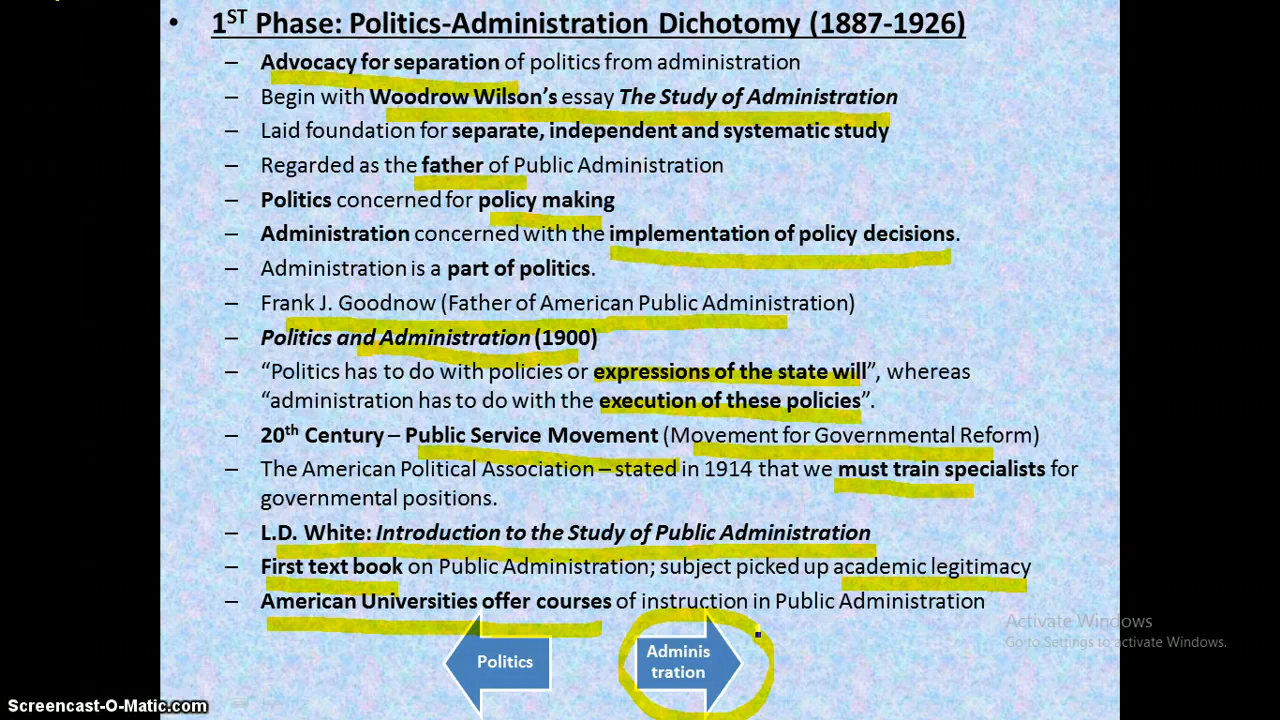 • 1ST Phase: Politics-Administration Dichotomy (1887-1926)
– Advocacy for separation of politics from administration
– Begin with Woodrow Wilson's essay The Study of Administration
– Laid foundation for separate, independent and systematic study
– Regarded as the father of Public Administration
– Politics concerned for policy making
– Administration concerned with the implementation of policy decisions.
– Administration is a part of politics.
– Frank J. Goodnow (Father of American Public Administration)
– Politics and Administration (1900)
– “Politics has to do with policies or expressions of the state will”, whereas
“administration has to do with the execution of these policies”.
– 20th Century – Public Service Movement (Movement for Governmental Reform)
– The American Political Association – stated in 1914 that we must train specialists for
governmental positions.
– L.D. White: Introduction to the Study of Public Administration
– First text book on Public Administration; subject picked up academic legitimacy
– American Universities offer courses of instruction in Public Administration
Politics
Adminis
tration
Activate Windows
Go to Settings to activate Windows.
Screencast-O-Matic.com